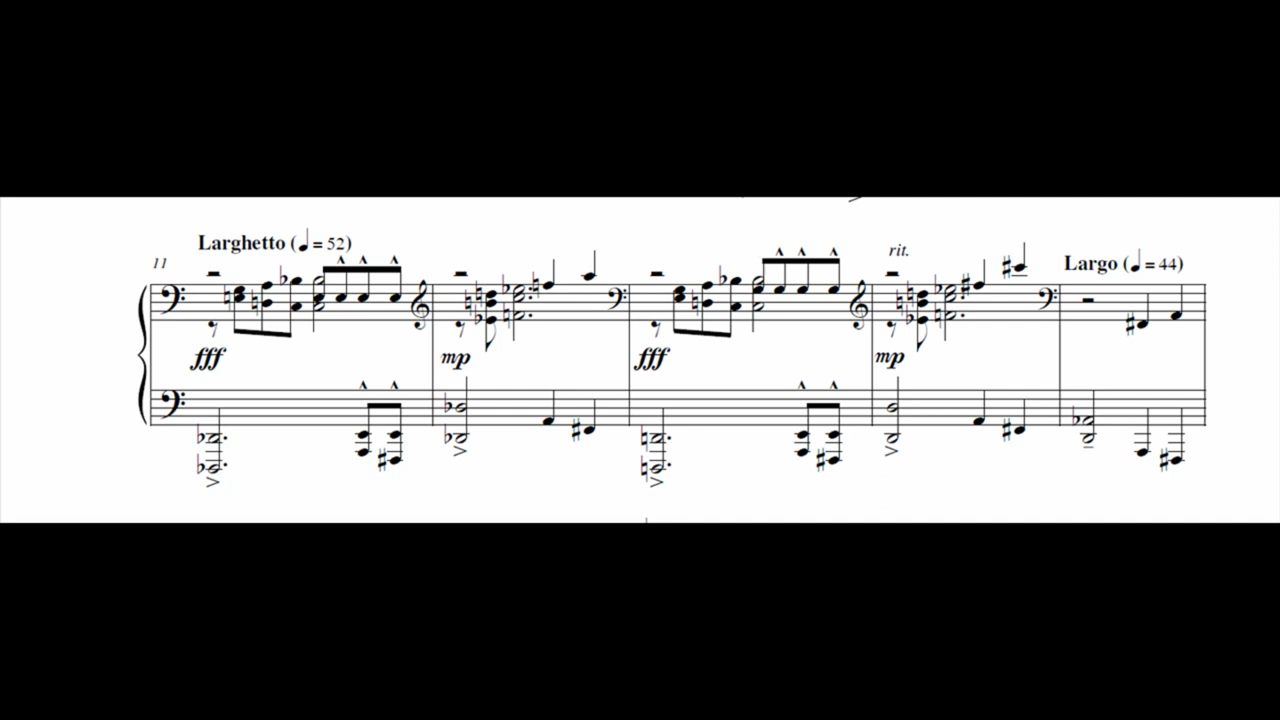 Larghetto (♩ = 52)
11
rit.
Largo (♩ = 44)
fff
mp
fff
mp